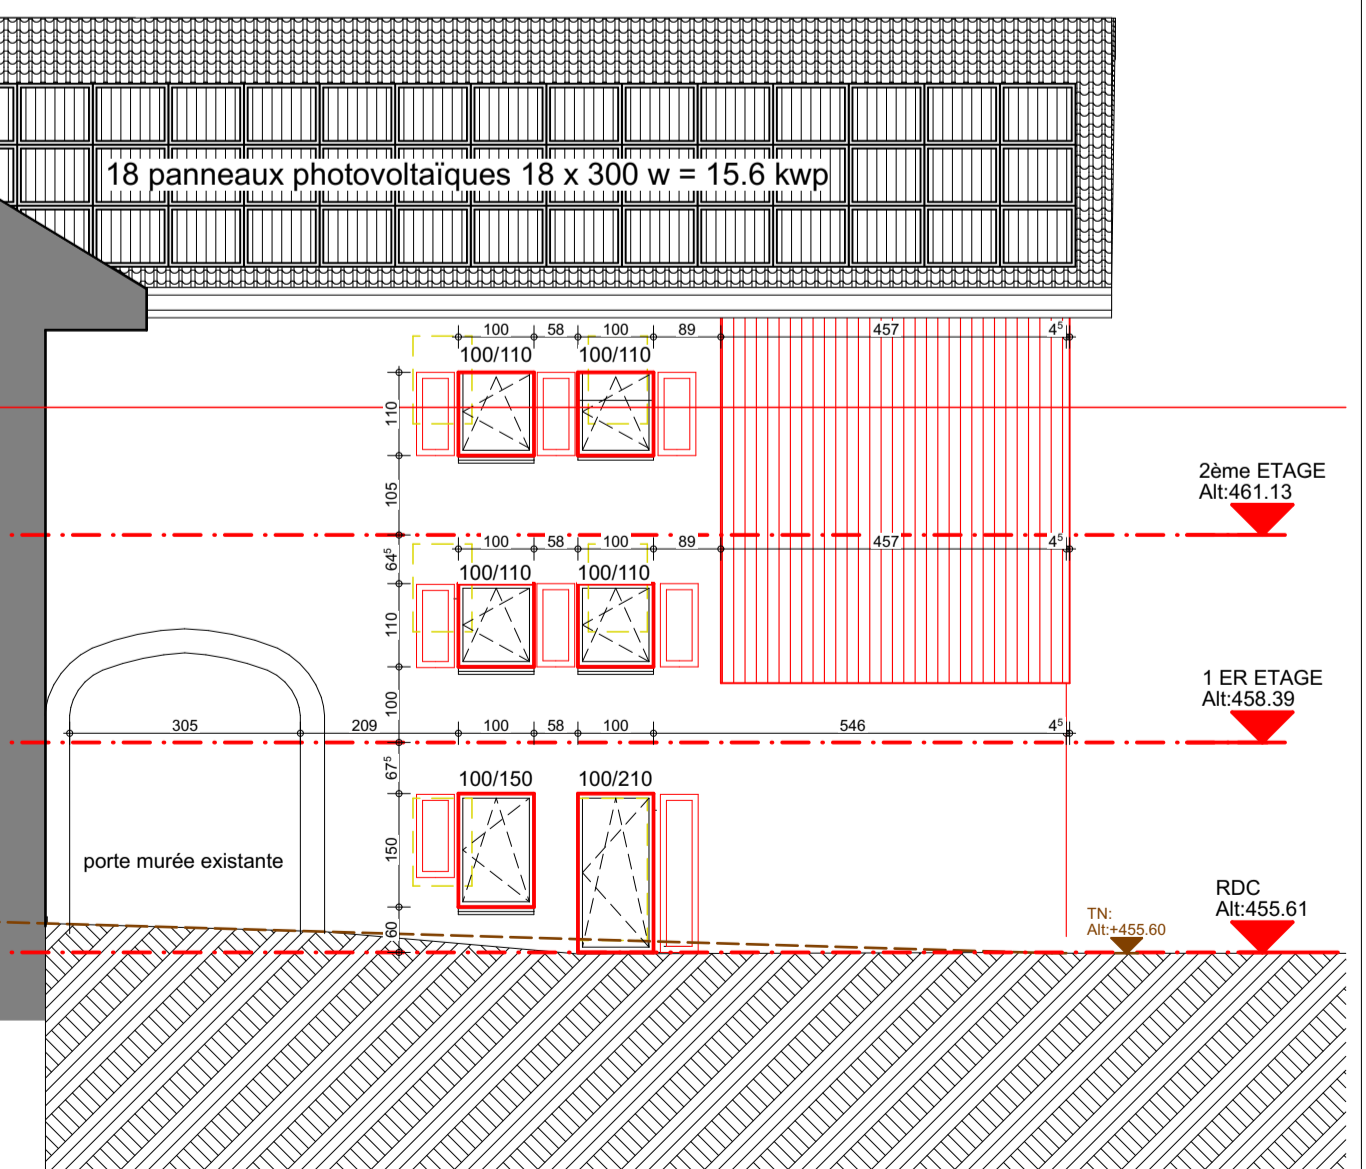 18 panneaux photovoltaïques 18 x 300 w = 15.6 kwp
100 58 100 89 457 4⁵
100/110 100/110
110
105
2ème ETAGE
Alt:461.13
100 58 100 89 457 4⁵
64⁵
100/110 100/110
110
100
1 ER ETAGE
Alt:458.39
305 209 100 58 100 546 4⁵
67⁵
100/150 100/210
150
porte murée existante
60
TN:
Alt:+455.60
RDC
Alt:455.61